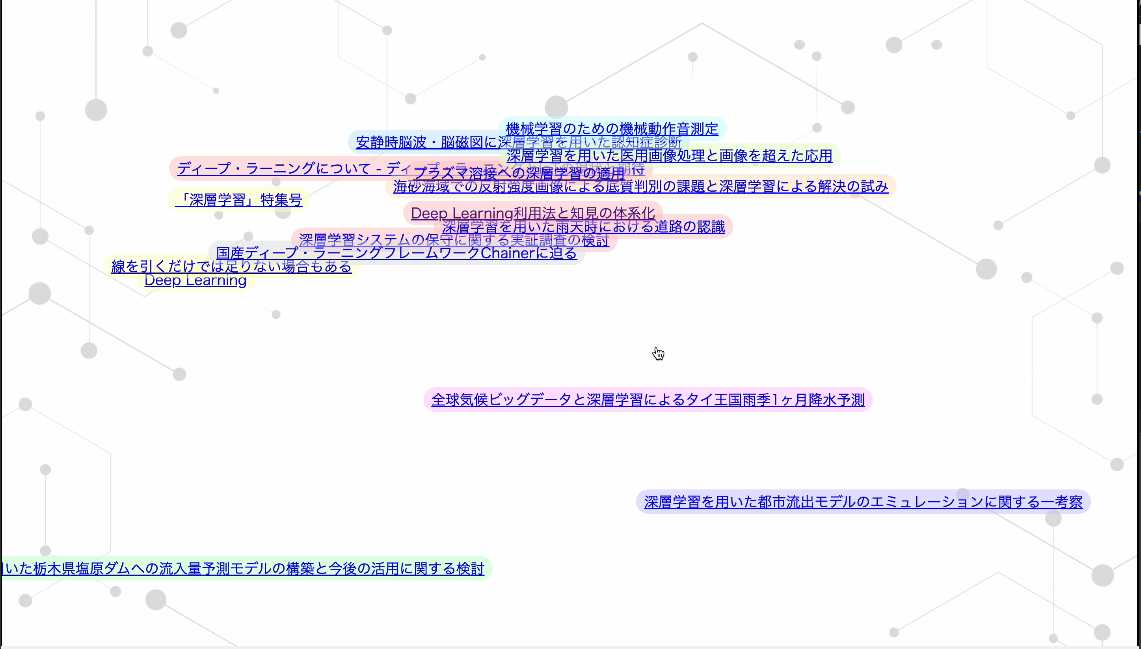 機械学習のための機械動作音測定
安静時脳波・脳磁図に深層学習を用いた認知症診断
深層学習を用いた医用画像処理と画像を超えた応用
ディープ・ラーニングについて - ディープ・ラーニング 期待
プラズマ溶接への深層学習の適用
海砂海域での反射強度画像による底質判別の課題と深層学習による解決の試み
「深層学習」特集号
Deep Learning利用法と知見の体系化
深層学習を用いた雨天時における道路の認識
深層学習システムの保守に関する実証調査の検討
国産ディープ・ラーニングフレームワークChainerに迫る
線を引くだけでは足りない場合もある
Deep Learning
全球気候ビッグデータと深層学習によるタイ王国雨季1ヶ月降水予測
深層学習を用いた都市流出モデルのエミュレーションに関する一考察
いた栃木県塩原ダムへの流入量予測モデルの構築と今後の活用に関する検討